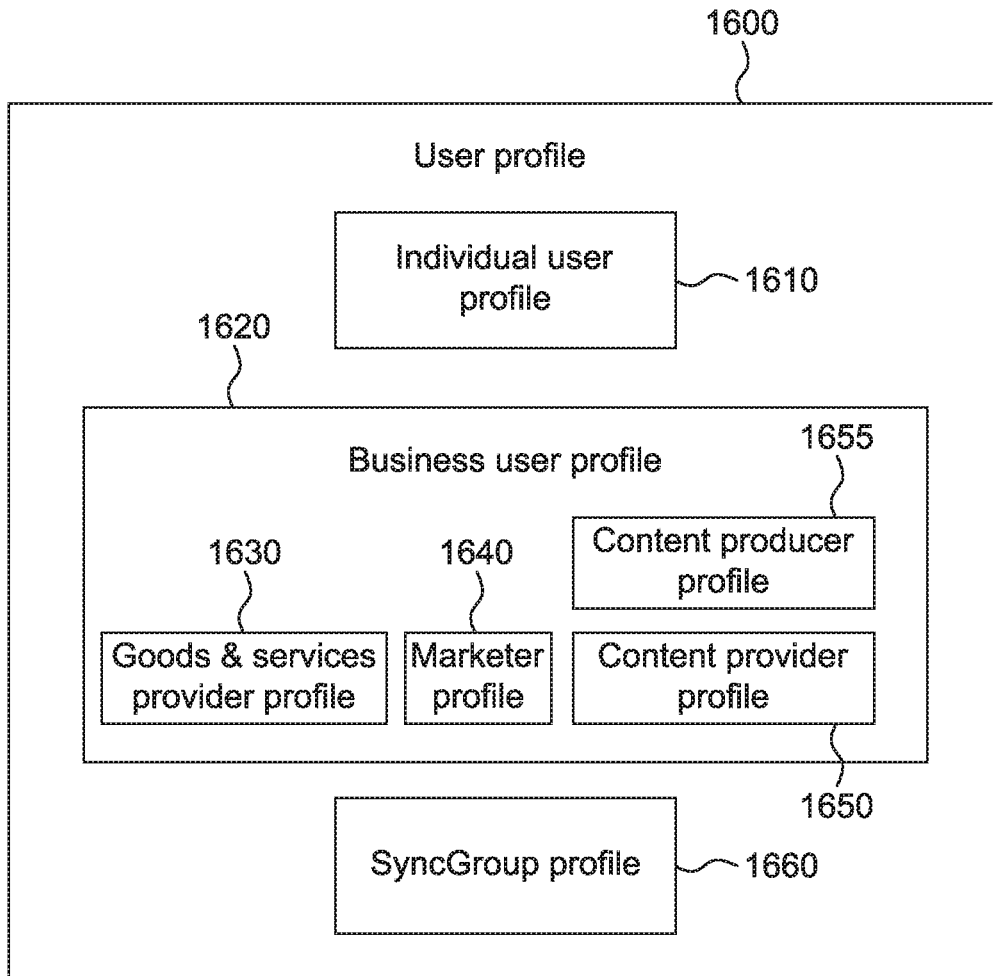 1600
User profile
Individual user
profile
1610
1620
Business user profile
1655
Content producer
profile
1630
1640
Goods & services
provider profile
Marketer
profile
Content provider
profile
1650
SyncGroup profile
1660